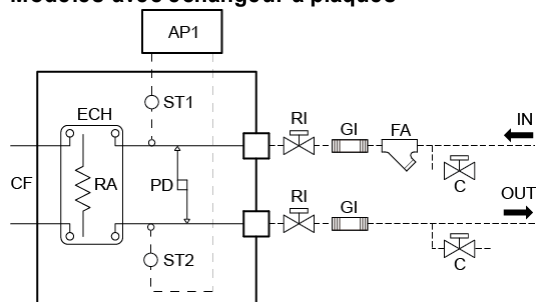 Modèles avec échangeur à plaques
AP1
ST1
ECH
RI
GI
FA
IN
CF
RA
PD
C
OUT
RI
GI
ST2
C